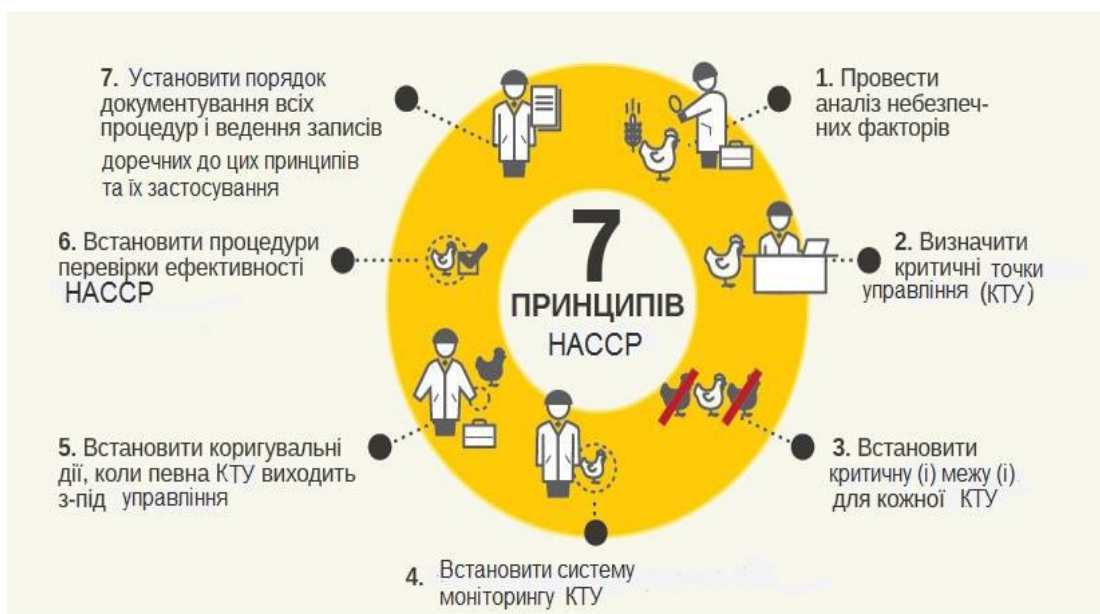 7
ПРИНЦИПІВ
НАССР
1. Провести
аналіз небезпеч-
них факторів
2. Визначити
критичні точки
управління (КТУ)
3. Встановити
критичну (і) межу (і)
для кожної КТУ
4. Встановити систему
моніторингу КТУ
5. Встановити коригувальні
дії, коли певна КТУ виходить
з-під управління
6. Встановити процедури
перевірки ефективності
НАССР
7. Установити порядок
документування всіх
процедур і ведення записів
доречних до цих принципів
та їх застосування